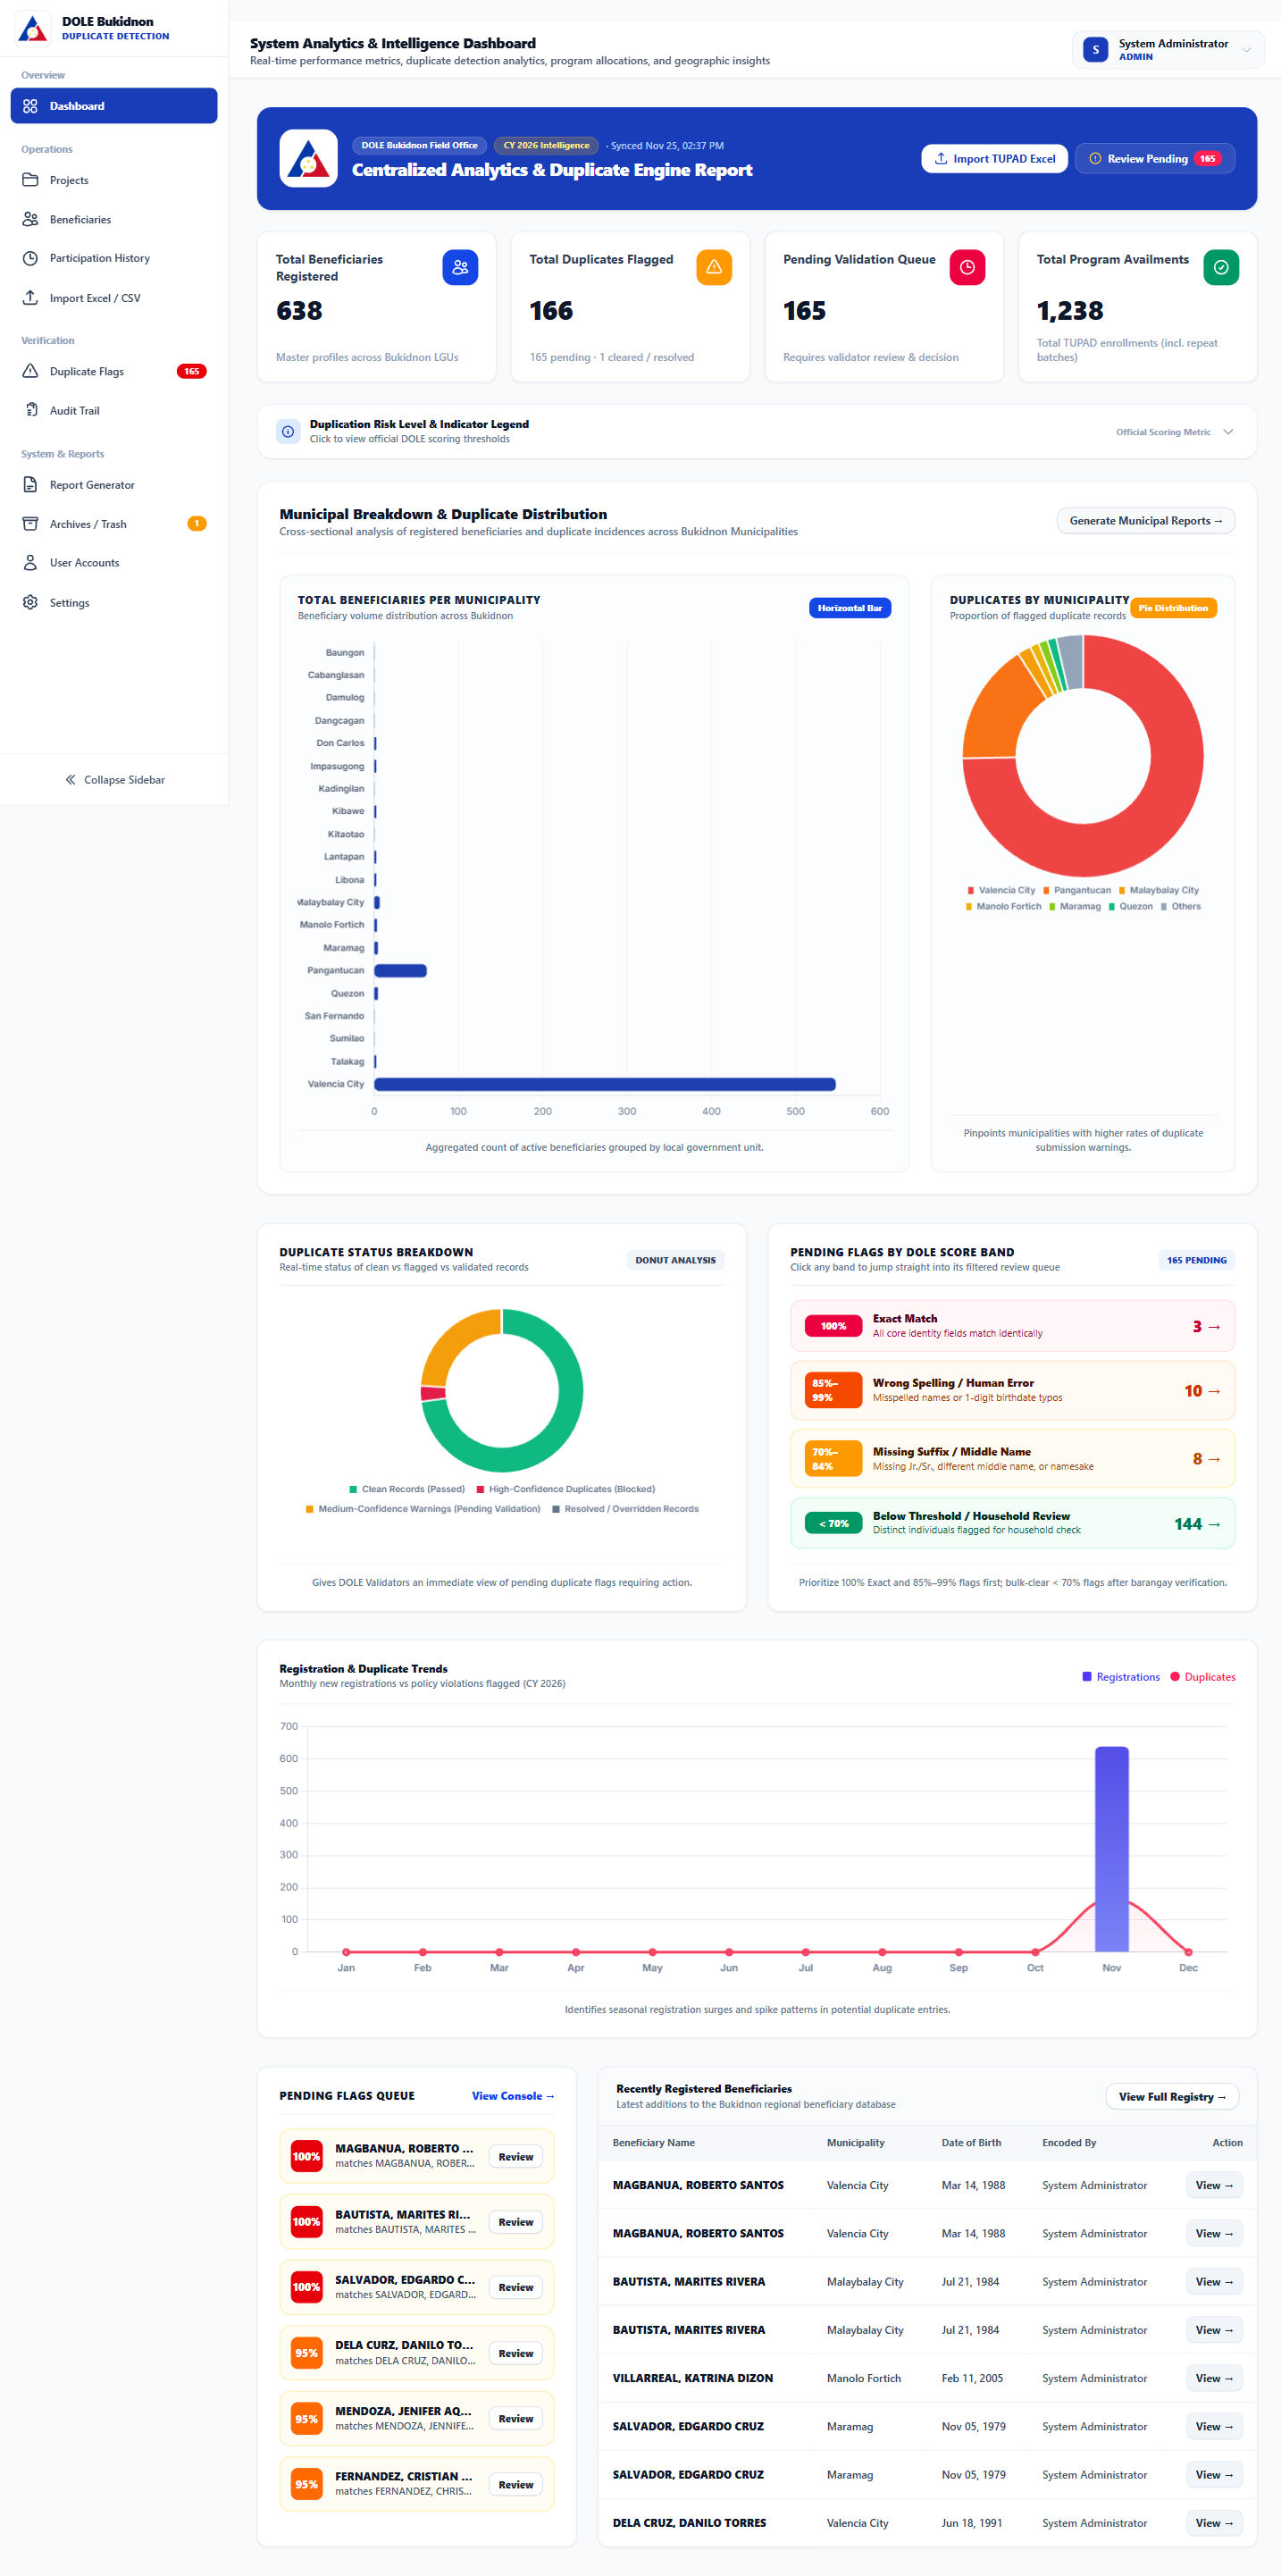 DOLE Bukidnon
DUPLICATE DETECTION
Overview
Dashboard
Operations
Projects
Beneficiaries
Participation History
Import Excel / CSV
Verification
Duplicate Flags
165
Audit Trail
System & Reports
Report Generator
Archives / Trash
1
User Accounts
Settings
Collapse Sidebar
System Analytics & Intelligence Dashboard
Real-time performance metrics, duplicate detection analytics, program allocations, and geographic insights
S
System Administrator
ADMIN
DOLE Bukidnon Field Office
CY 2026 Intelligence
· Synced Nov 25, 02:37 PM
Centralized Analytics & Duplicate Engine Report
Import TUPAD Excel
Review Pending 165
Total Beneficiaries
Registered
638
Master profiles across Bukidnon LGUs
Total Duplicates Flagged
166
165 pending · 1 cleared / resolved
Pending Validation Queue
165
Requires validator review & decision
Total Program Availments
1,238
Total TUPAD enrollments (incl. repeat
batches)
Duplication Risk Level & Indicator Legend
Click to view official DOLE scoring thresholds
Official Scoring Metric
Municipal Breakdown & Duplicate Distribution
Cross-sectional analysis of registered beneficiaries and duplicate incidences across Bukidnon Municipalities
Generate Municipal Reports →
TOTAL BENEFICIARIES PER MUNICIPALITY
Beneficiary volume distribution across Bukidnon
Horizontal Bar
Baungon
Cabanglasan
Damulog
Dangcagan
Don Carlos
Impasugong
Kadingilan
Kibawe
Kitaotao
Lantapan
Libona
Malaybalay City
Manolo Fortich
Maramag
Pangantucan
Quezon
San Fernando
Sumilao
Talakag
Valencia City
0 100 200 300 400 500 600
Aggregated count of active beneficiaries grouped by local government unit.
DUPLICATES BY MUNICIPALITY
Proportion of flagged duplicate records
Pie Distribution
Valencia City Pangantucan Malaybalay City
Manolo Fortich Maramag Quezon Others
Pinpoints municipalities with higher rates of duplicate
submission warnings.
DUPLICATE STATUS BREAKDOWN
Real-time status of clean vs flagged vs validated records
DONUT ANALYSIS
Clean Records (Passed) High-Confidence Duplicates (Blocked)
Medium-Confidence Warnings (Pending Validation) Resolved / Overridden Records
Gives DOLE Validators an immediate view of pending duplicate flags requiring action.
PENDING FLAGS BY DOLE SCORE BAND
Click any band to jump straight into its filtered review queue
165 PENDING
100%
Exact Match
All core identity fields match identically
3 →
85%–
99%
Wrong Spelling / Human Error
Misspelled names or 1-digit birthdate typos
10 →
70%–
84%
Missing Suffix / Middle Name
Missing Jr./Sr., different middle name, or namesake
8 →
< 70%
Below Threshold / Household Review
Distinct individuals flagged for household check
144 →
Prioritize 100% Exact and 85%–99% flags first; bulk-clear < 70% flags after barangay verification.
Registration & Duplicate Trends
Monthly new registrations vs policy violations flagged (CY 2026)
Registrations Duplicates
700
600
500
400
300
200
100
0
Jan Feb Mar Apr May Jun Jul Aug Sep Oct Nov Dec
Identifies seasonal registration surges and spike patterns in potential duplicate entries.
PENDING FLAGS QUEUE
View Console →
100%
MAGBANUA, ROBERTO ...
matches MAGBANUA, ROBER...
Review
100%
BAUTISTA, MARITES RI...
matches BAUTISTA, MARITES ...
Review
100%
SALVADOR, EDGARDO C...
matches SALVADOR, EDGARD...
Review
95%
DELA CURZ, DANILO TO...
matches DELA CRUZ, DANILO...
Review
95%
MENDOZA, JENIFER AQ...
matches MENDOZA, JENNIFE...
Review
95%
FERNANDEZ, CRISTIAN ...
matches FERNANDEZ, CHRIS...
Review
Recently Registered Beneficiaries
Latest additions to the Bukidnon regional beneficiary database
View Full Registry →
Beneficiary Name Municipality Date of Birth Encoded By Action
MAGBANUA, ROBERTO SANTOS Valencia City Mar 14, 1988 System Administrator View →
MAGBANUA, ROBERTO SANTOS Valencia City Mar 14, 1988 System Administrator View →
BAUTISTA, MARITES RIVERA Malaybalay City Jul 21, 1984 System Administrator View →
BAUTISTA, MARITES RIVERA Malaybalay City Jul 21, 1984 System Administrator View →
VILLARREAL, KATRINA DIZON Manolo Fortich Feb 11, 2005 System Administrator View →
SALVADOR, EDGARDO CRUZ Maramag Nov 05, 1979 System Administrator View →
SALVADOR, EDGARDO CRUZ Maramag Nov 05, 1979 System Administrator View →
DELA CRUZ, DANILO TORRES Valencia City Jun 18, 1991 System Administrator View →